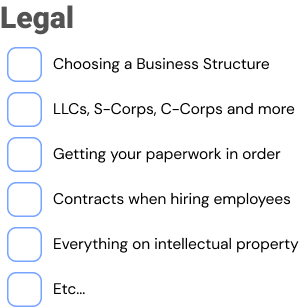 Legal
Choosing a Business Structure
LLCs, S-Corps, C-Corps and more
Getting your paperwork in order
Contracts when hiring employees
Everything on intellectual property
Etc...